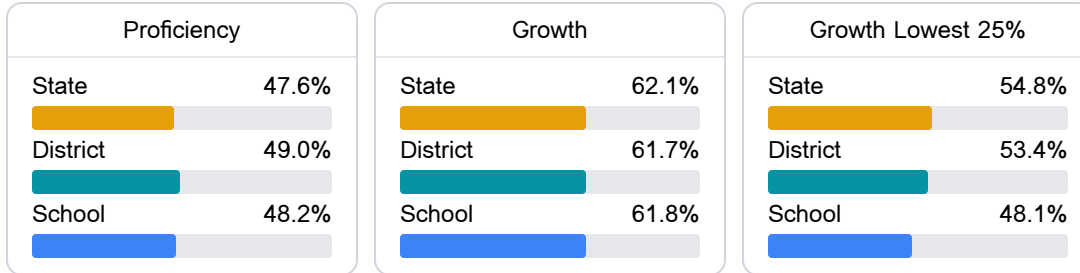 Proficiency
State 47.6%
District 49.0%
School 48.2%
Growth
State 62.1%
District 61.7%
School 61.8%
Growth Lowest 25%
State 54.8%
District 53.4%
School 48.1%